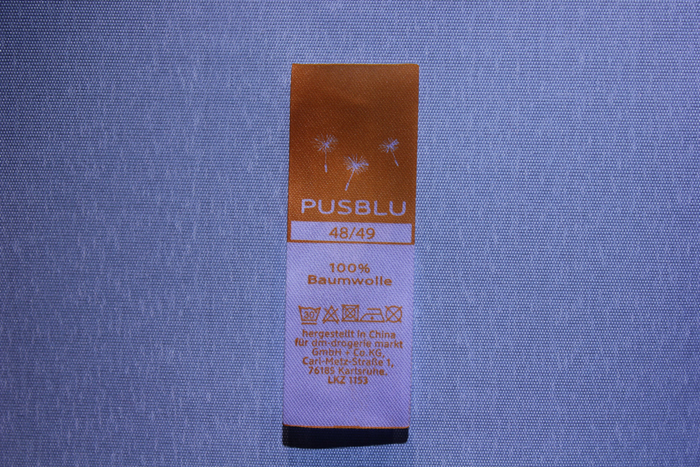 PUSBLU
48/49
100%
Baumwolle
30
hergestellt in China
für dm-drogerie markt
GmbH + Co.KG,
Carl-Metz-Straße 1,
76185 Karlsruhe.
LKZ 1153